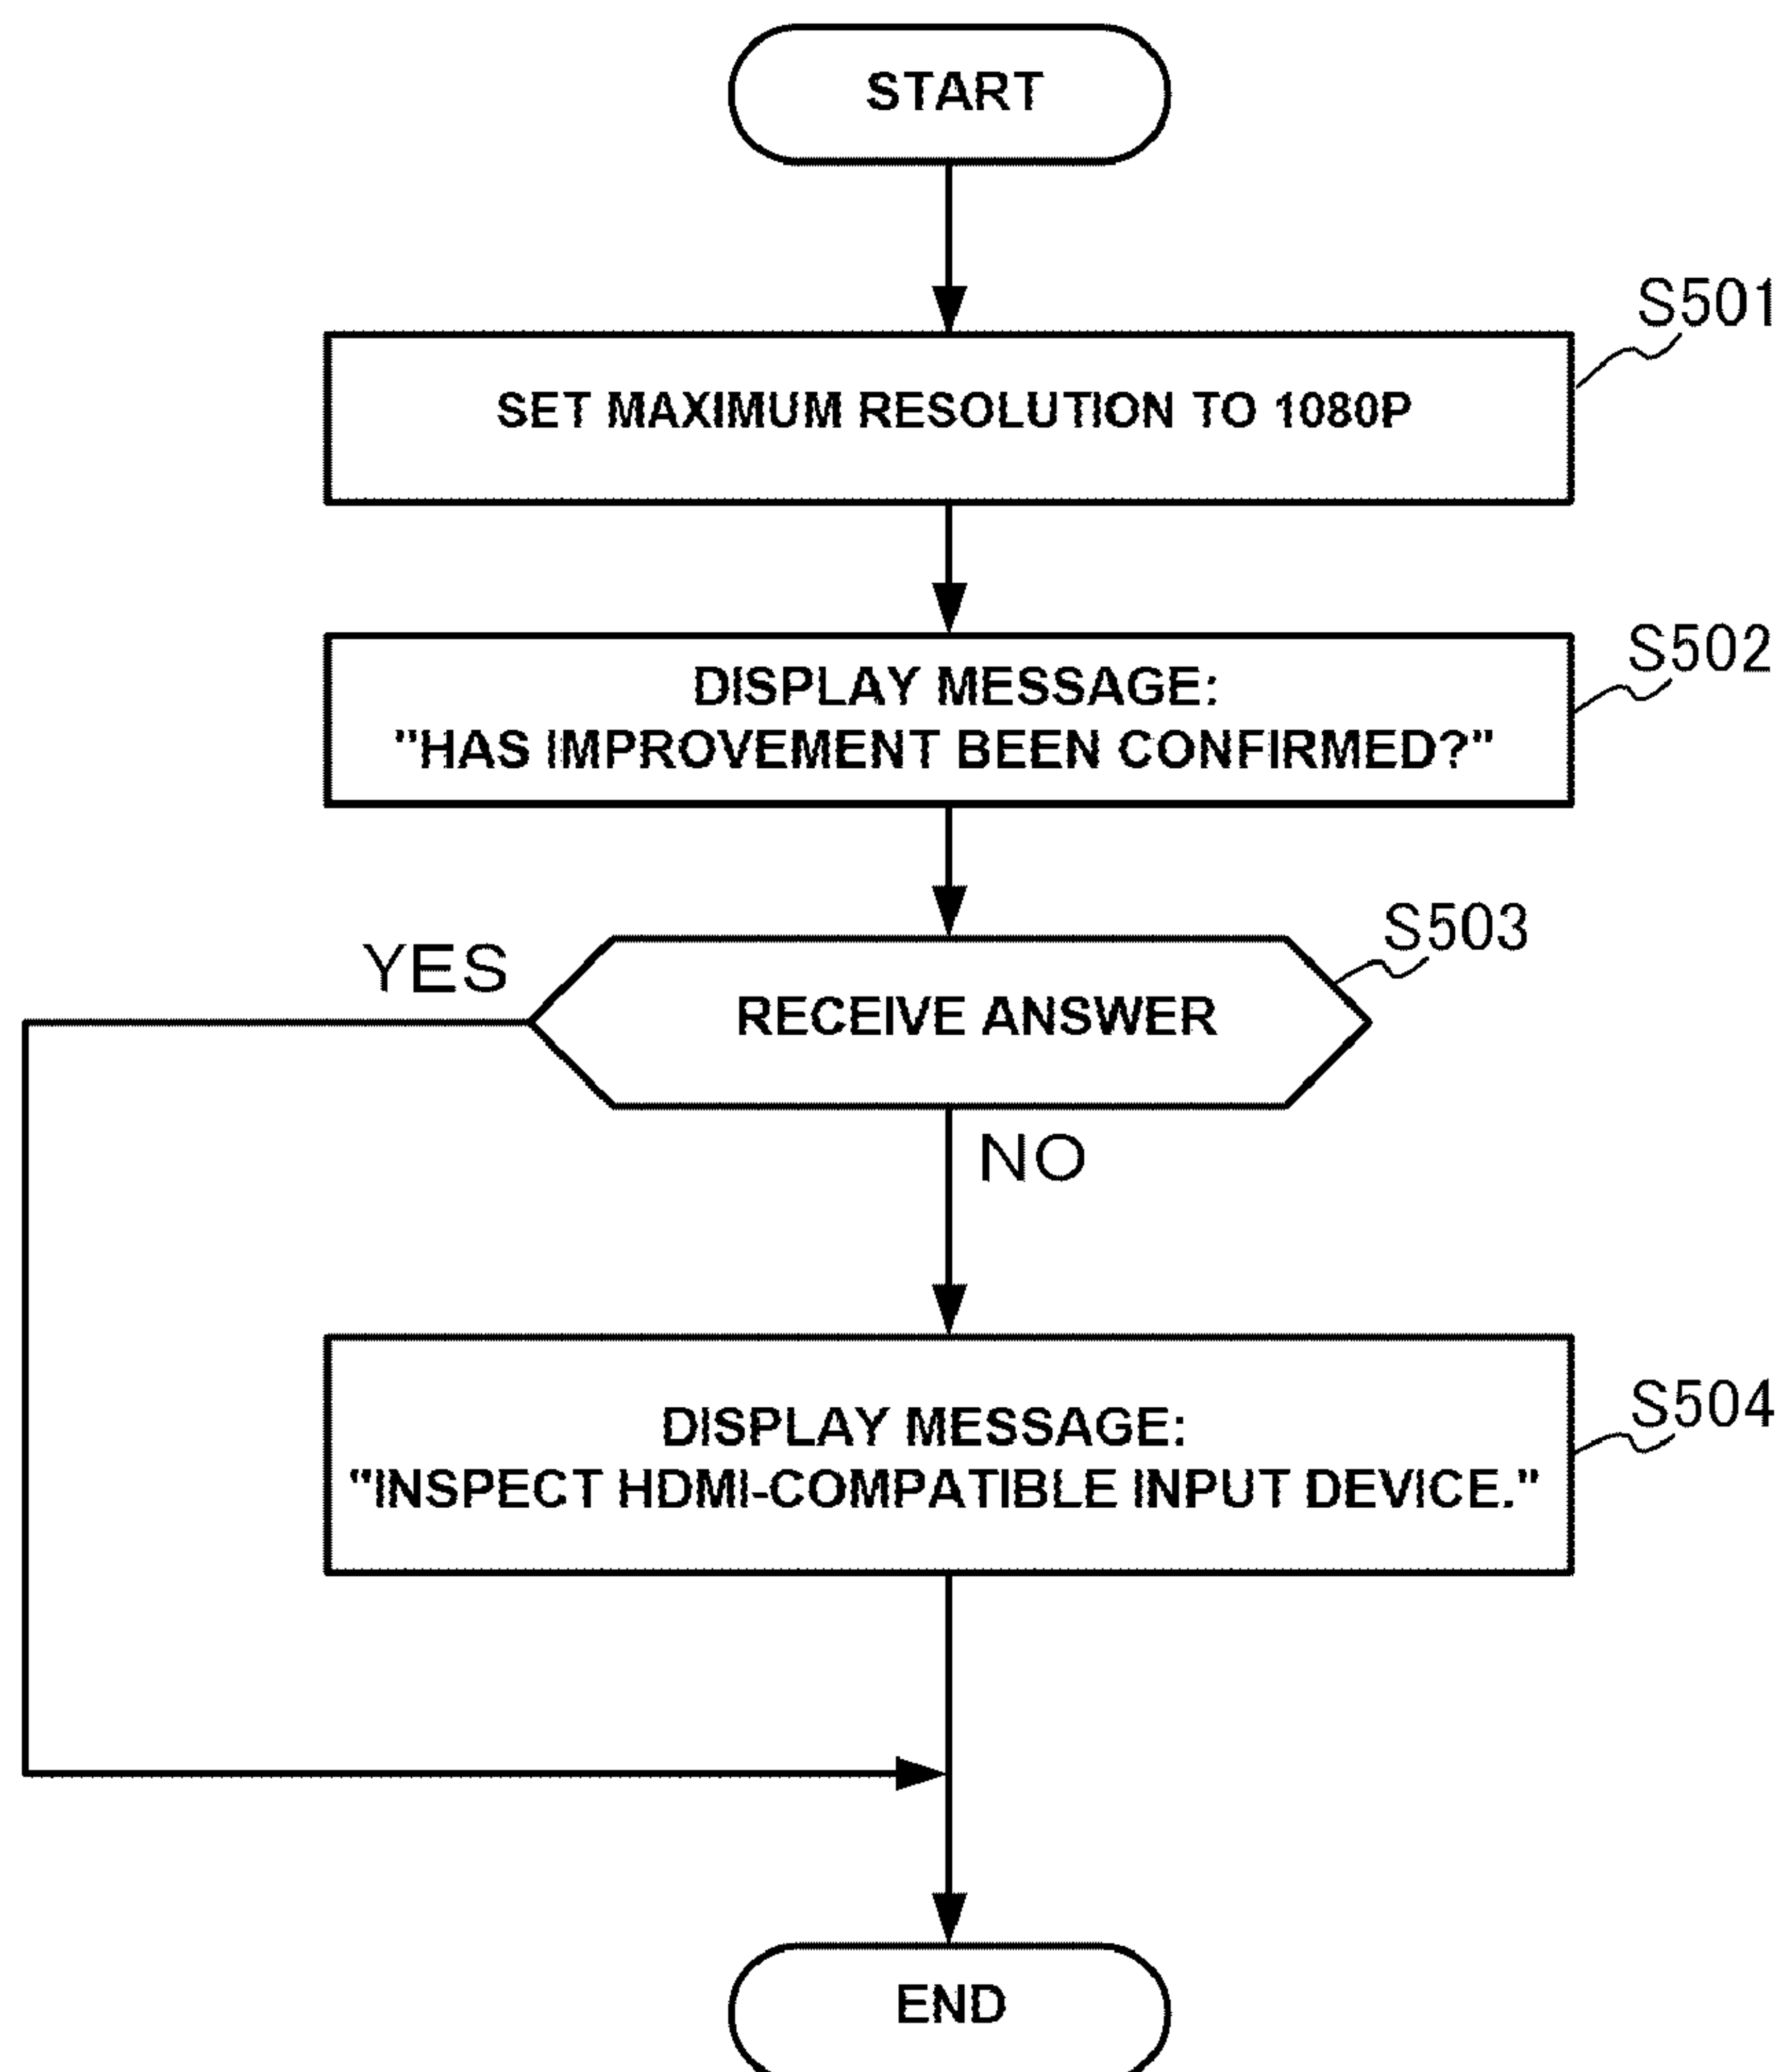 START
S501
SET MAXIMUM RESOLUTION TO 1080P
S502
DISPLAY MESSAGE:
"HAS IMPROVEMENT BEEN CONFIRMED?"
S503
YES
RECEIVE ANSWER
NO
S504
DISPLAY MESSAGE:
"INSPECT HDMI-COMPATIBLE INPUT DEVICE."
END